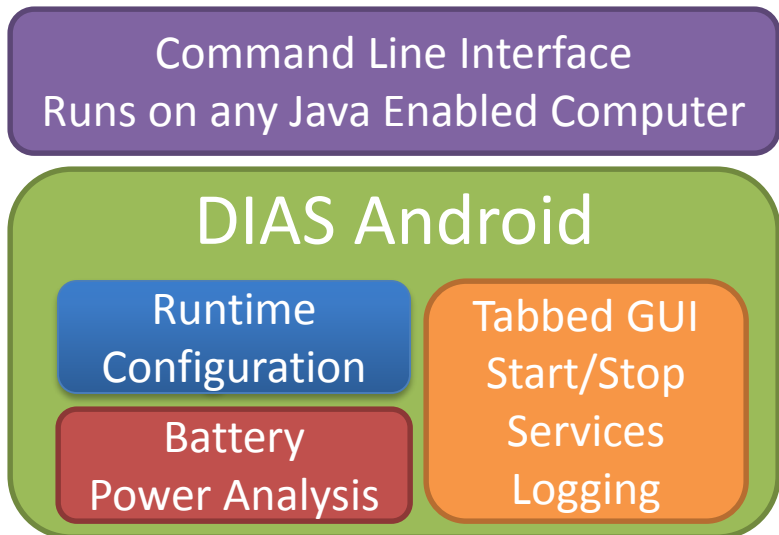 Command Line Interface
Runs on any Java Enabled Computer
DIAS Android
Runtime
Configuration
Battery
Power Analysis
Tabbed GUI
Start/Stop
Services
Logging